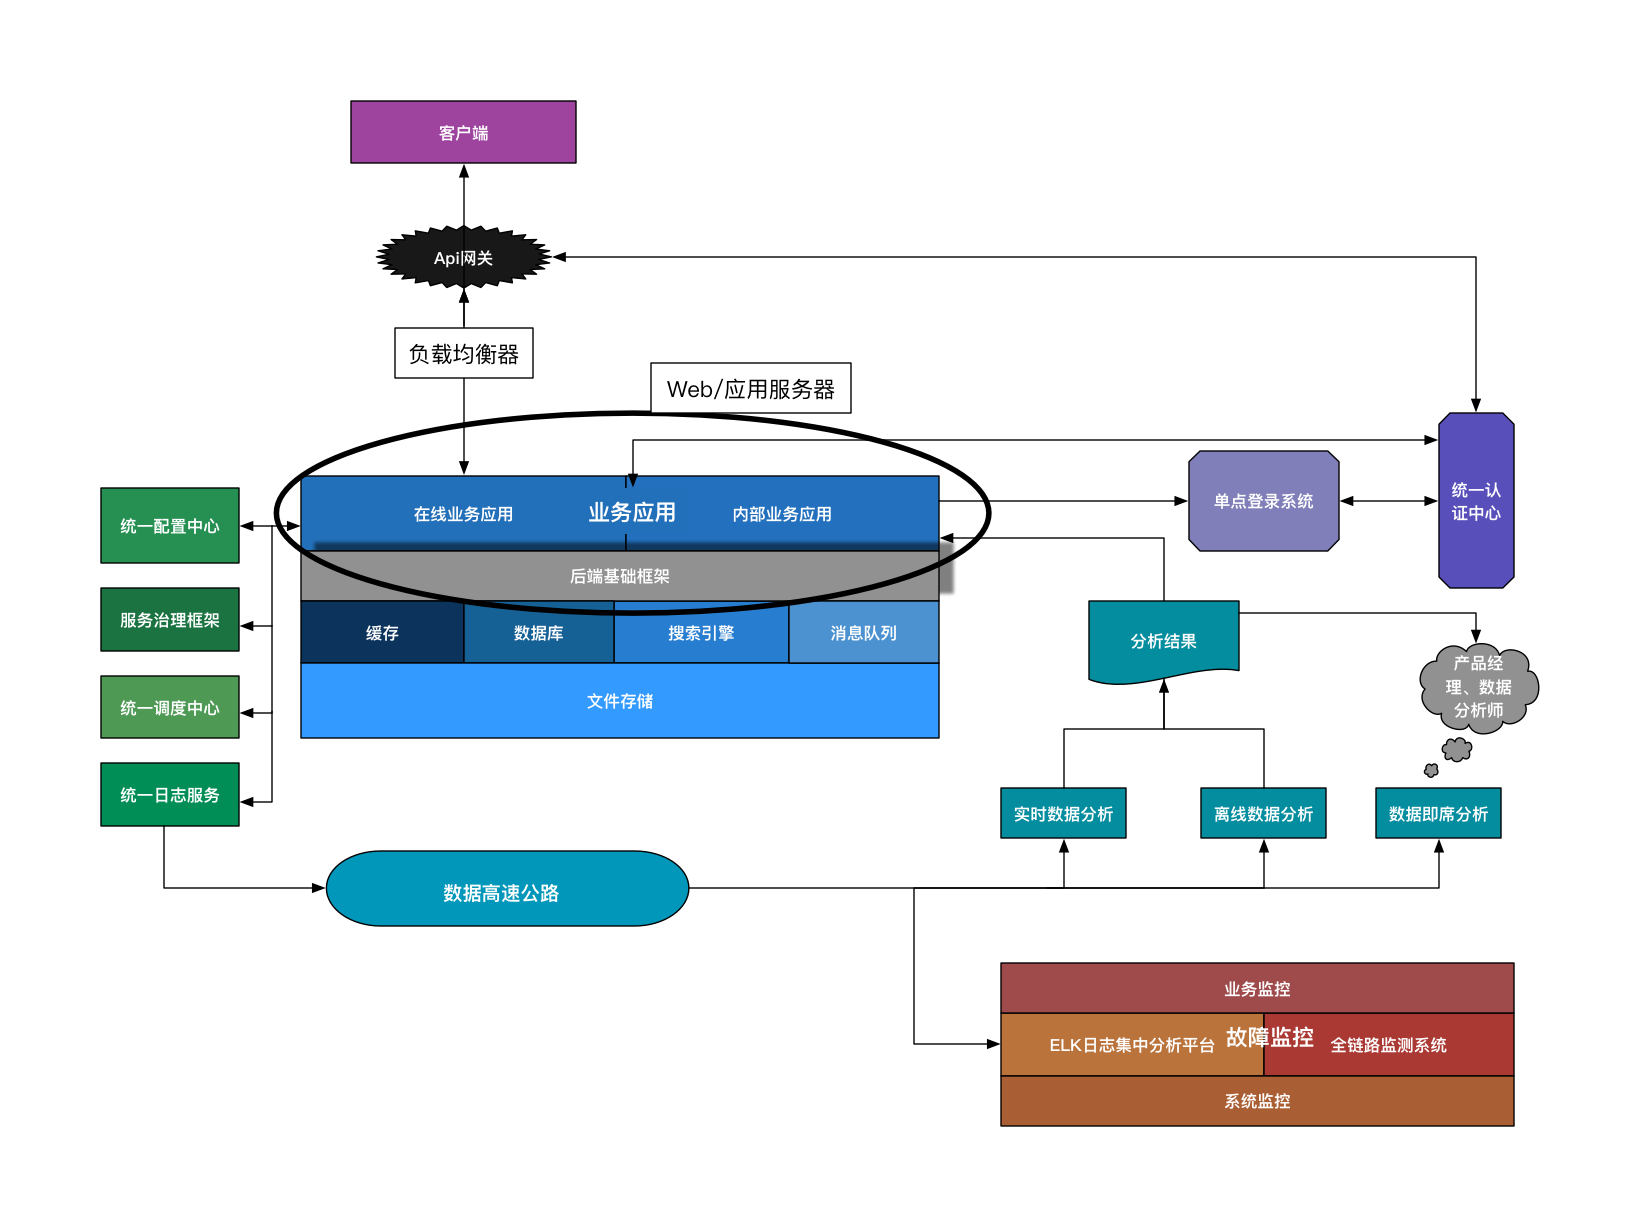 客户端
Api网关
负载均衡器
Web/应用服务器
在线业务应用
业务应用
内部业务应用
后端基础框架
缓存
数据库
搜索引擎
消息队列
文件存储
统一配置中心
服务治理框架
统一调度中心
统一日志服务
单点登录系统
统一认
证中心
分析结果
产品经
理、数据
分析师
实时数据分析
离线数据分析
数据即席分析
数据高速公路
业务监控
ELK日志集中分析平台
故障监控
全链路监测系统
系统监控